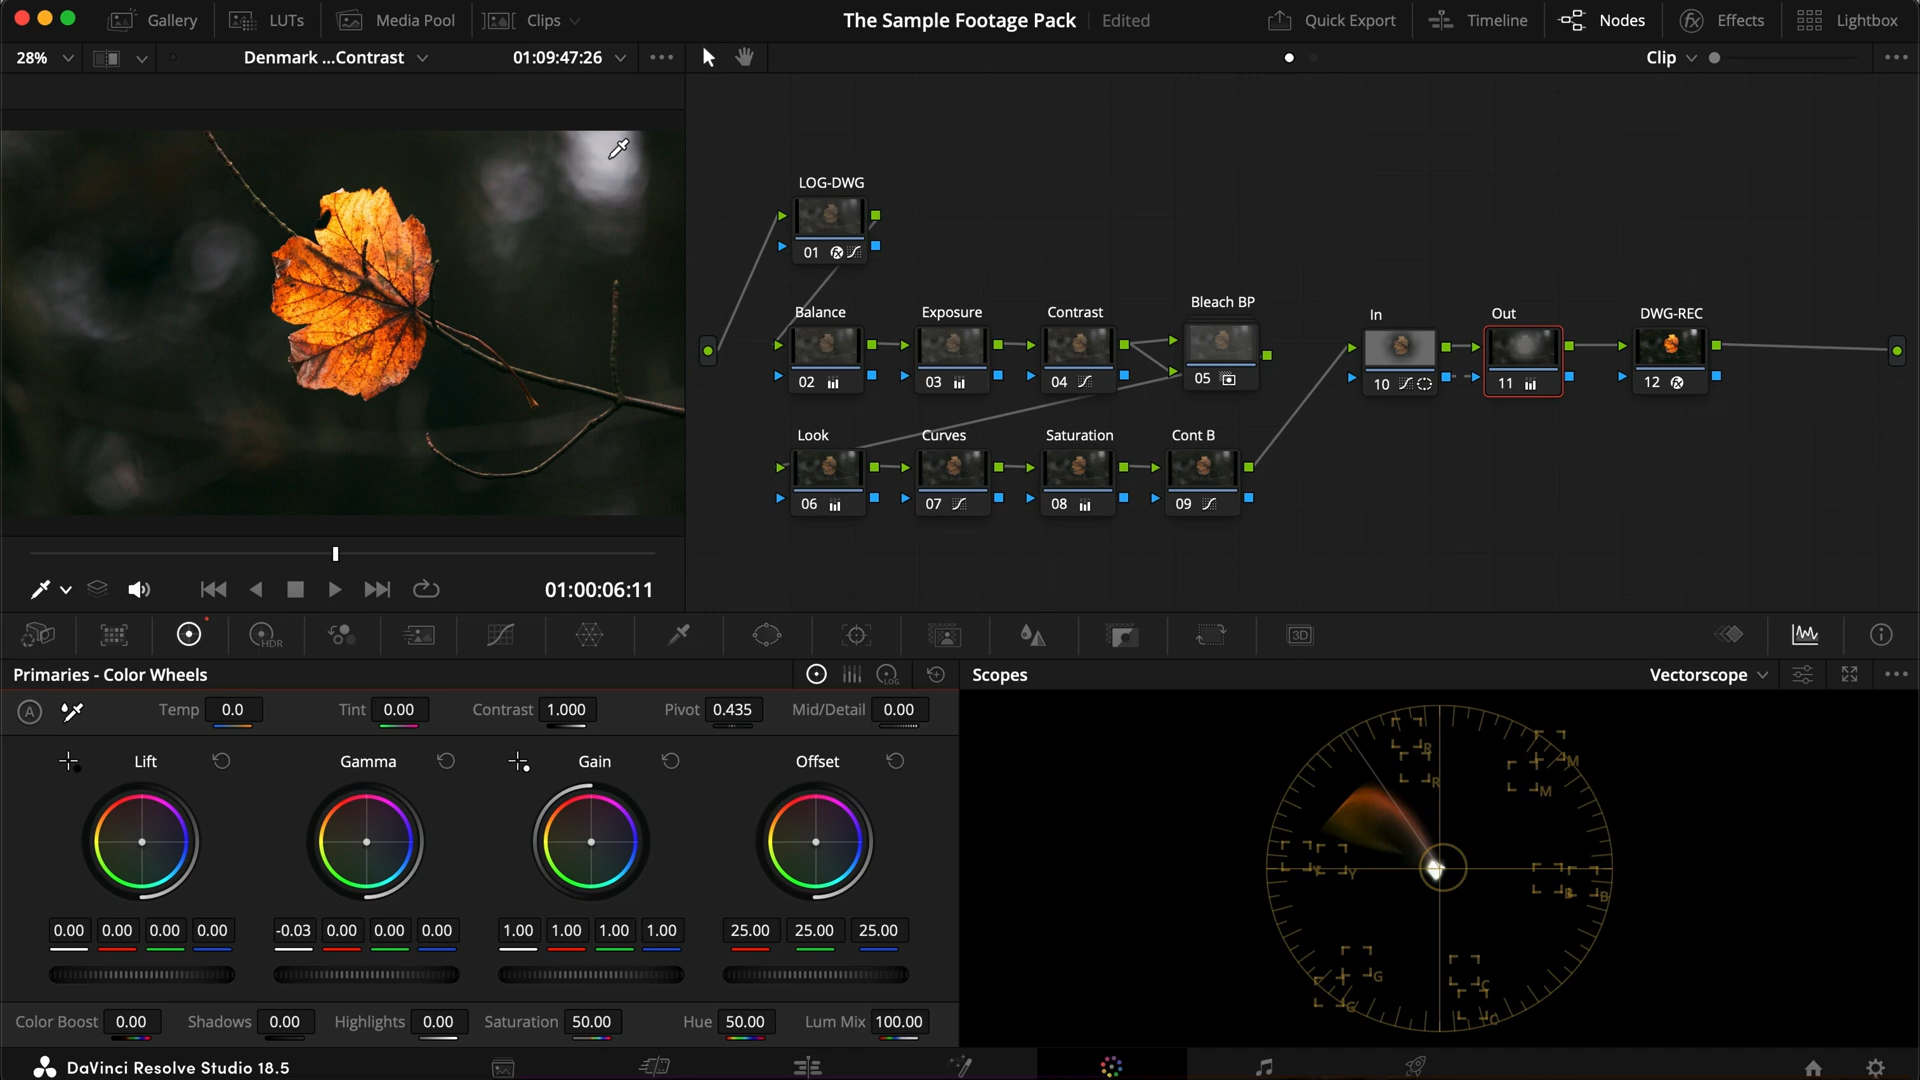 Gallery LUTs Media Pool Clips The Sample Footage Pack Edited Quick Export Timeline Nodes Effects Lightbox
28% Denmark ...Contrast 01:09:47:26 Clip
LOG-DWG
01
Balance Exposure Contrast Bleach BP In Out DWG-REC
02 03 04 05 10 11 12
Look Curves Saturation Cont B
06 07 08 09
01:00:06:11
HDR 3D
Primaries - Color Wheels LOG Scopes Vectorscope
A Temp 0.0 Tint 0.00 Contrast 1.000 Pivot 0.435 Mid/Detail 0.00
Lift Gamma Gain Offset
0.00 0.00 0.00 0.00 -0.03 0.00 0.00 0.00 1.00 1.00 1.00 1.00 25.00 25.00 25.00
R M
R M
Y Y B B
G C
G C
Color Boost 0.00 Shadows 0.00 Highlights 0.00 Saturation 50.00 Hue 50.00 Lum Mix 100.00
DaVinci Resolve Studio 18.5